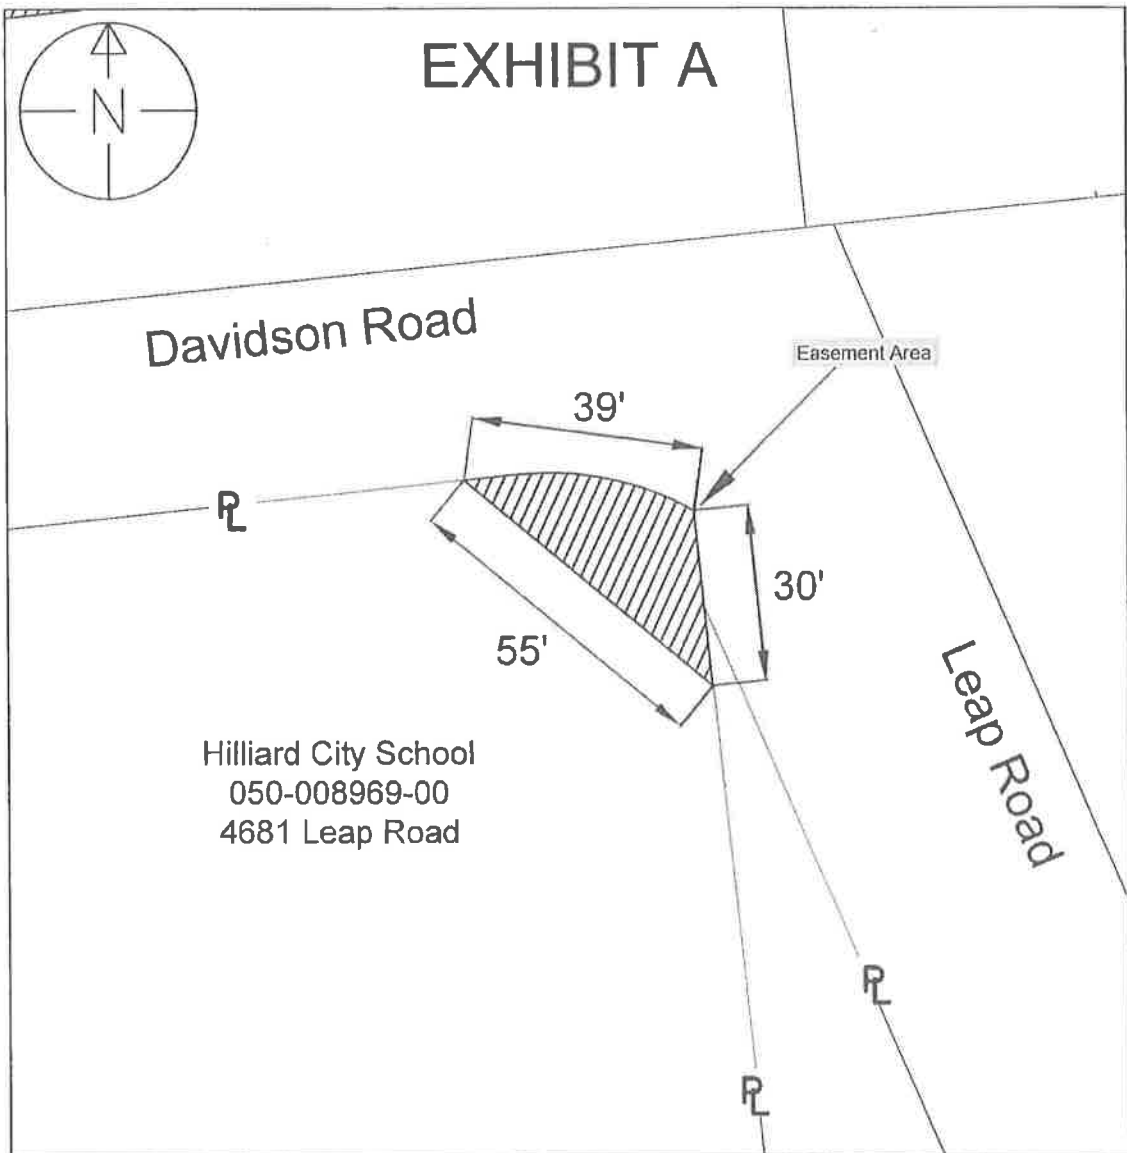 EXHIBIT A
N
Davidson Road
Easement Area
39'
PL
30'
55'
Leap Road
Hilliard City School
050-008969-00
4681 Leap Road
PL
PL